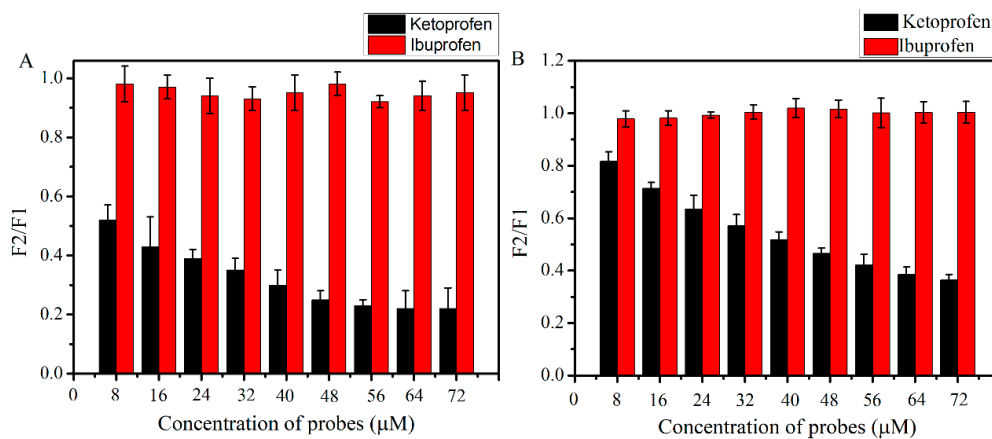 Ketoprofen
Ibuprofen
A
F2/F1
1.0
0.8
0.6
0.4
0.2
0.0
0 8 16 24 32 40 48 56 64 72
Concentration of probes (μM)
Ketoprofen
Ibuprofen
B
F2/F1
1.2
1.0
0.8
0.6
0.4
0.2
0.0
0 8 16 24 32 40 48 56 64 72
Concentration of probes (μM)